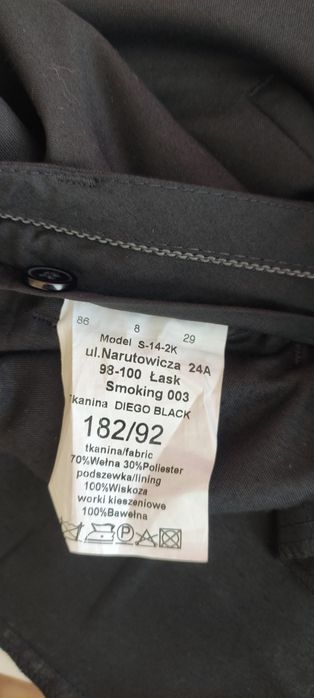 86 8 29
Model S-14-2K
ul.Narutowicza 24A
98-100 Łask
Smoking 003
tkanina DIEGO BLACK
182/92
tkanina/fabric
70%Wełna 30%Poliester
podszewka/lining
100%Wiskoza
worki kieszeniowe
100%Bawełna
P